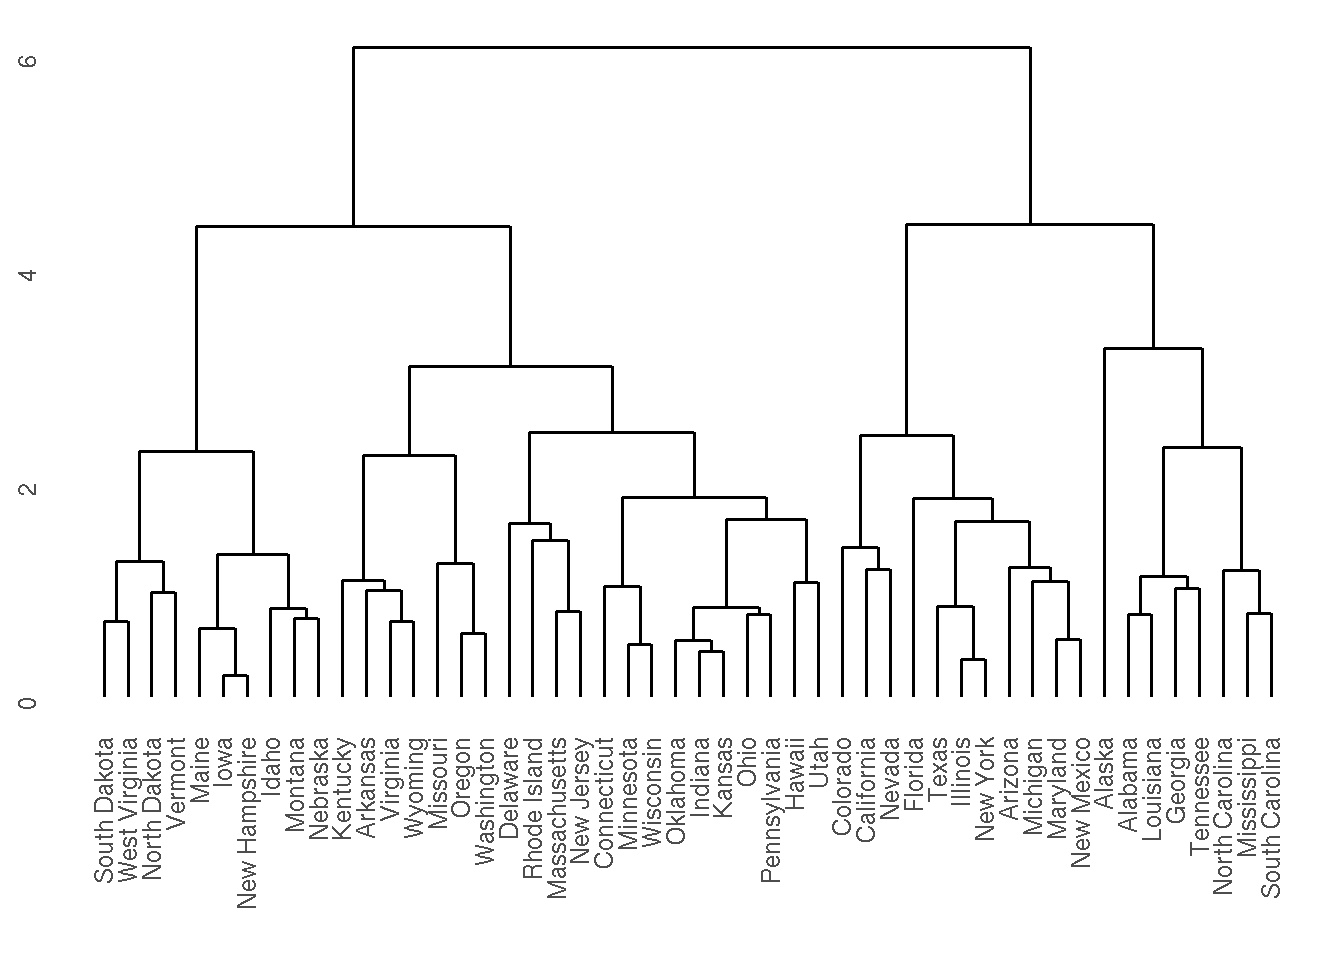 6
4
2
0
South Dakota
West Virginia
North Dakota
Vermont
Maine
Iowa
New Hampshire
Idaho
Montana
Nebraska
Kentucky
Arkansas
Virginia
Wyoming
Missouri
Oregon
Washington
Delaware
Rhode Island
Massachusetts
New Jersey
Connecticut
Minnesota
Wisconsin
Oklahoma
Indiana
Kansas
Ohio
Pennsylvania
Hawaii
Utah
Colorado
California
Nevada
Florida
Texas
Illinois
New York
Arizona
Michigan
Maryland
New Mexico
Alaska
Alabama
Louisiana
Georgia
Tennessee
North Carolina
Mississippi
South Carolina